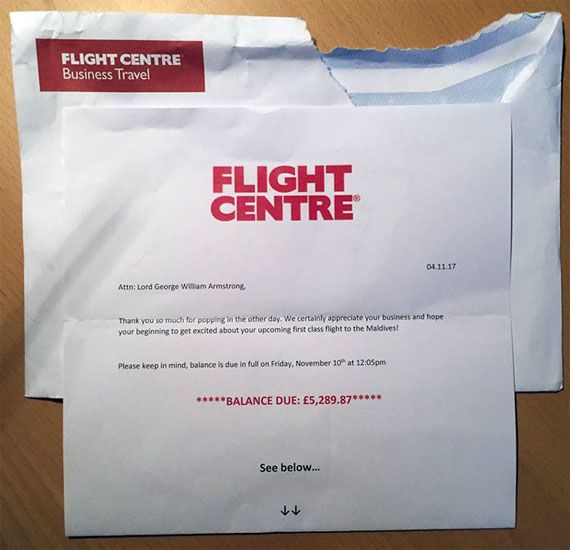 FLIGHT CENTRE
Business Travel
FLIGHT
CENTRE®
04.11.17
Attn: Lord George William Armstrong,
Thank you so much for popping in the other day. We certainly appreciate your business and hope
your beginning to get excited about your upcoming first class flight to the Maldives!
Please keep in mind, balance is due in full on Friday, November 10th at 12:05pm
*****BALANCE DUE: £5,289.87*****
See below...
↓↓